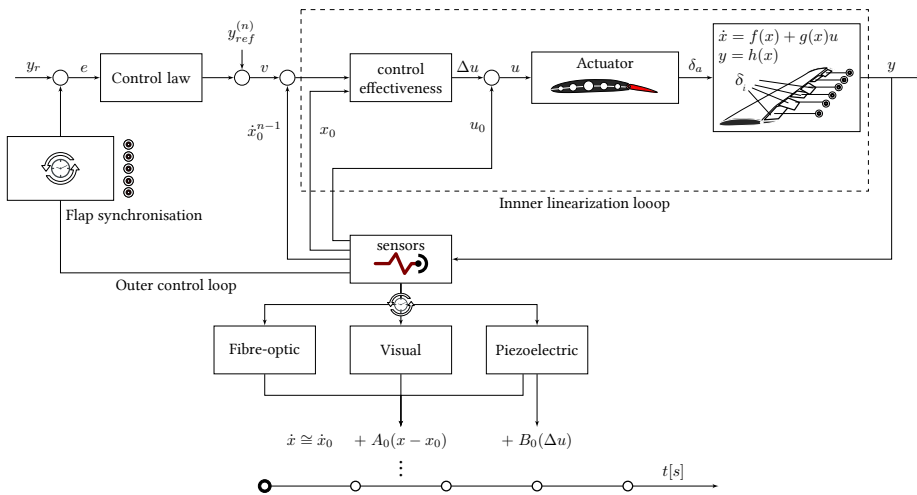 y_{ref}^{(n)}
y_r
e
Control law
v
control
effectiveness
Δu
u
Actuator
δ_a
ẋ = f(x) + g(x)u
y = h(x)
δ_i
y
ẋ_0^{n−1}
x_0
u_0
Flap synchronisation
Innner linearization looop
sensors
Outer control loop
Fibre-optic
Visual
Piezoelectric
ẋ ≅ ẋ_0 + A_0(x − x_0) + B_0(Δu)
⋮
t[s]